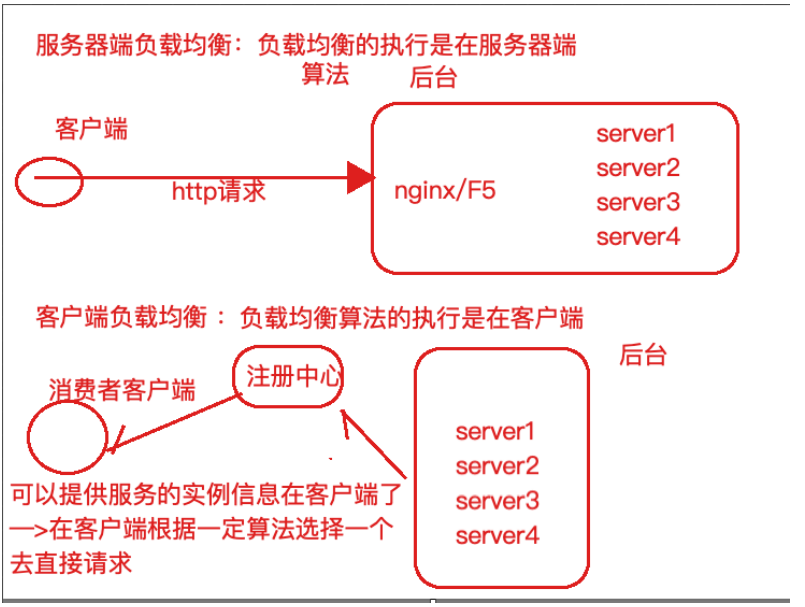 服务器端负载均衡：负载均衡的执行是在服务器端
算法
后台
客户端
http请求
nginx/F5
server1
server2
server3
server4
客户端负载均衡 ：负载均衡算法的执行是在客户端
后台
注册中心
消费者客户端
server1
server2
server3
server4
可以提供服务的实例信息在客户端了
—>在客户端根据一定算法选择一个
去直接请求